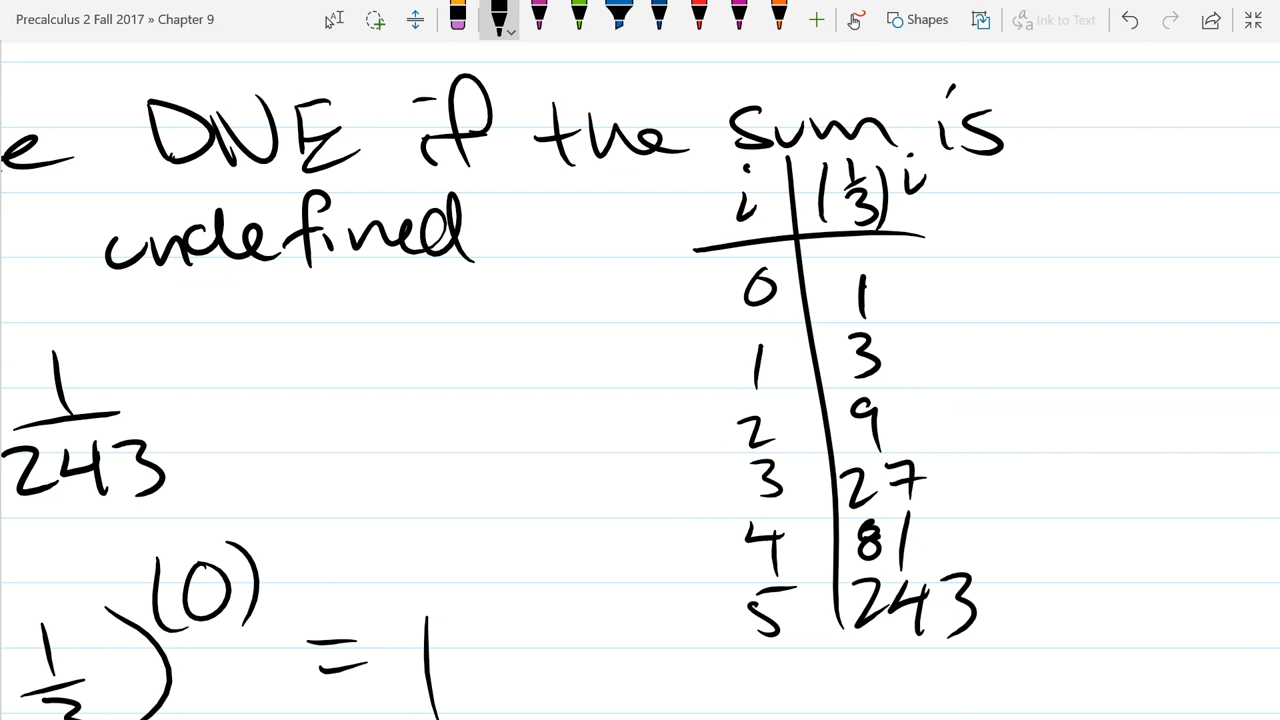 Precalculus 2 Fall 2017 » Chapter 9
Shapes
Ink to Text
e DNE if the sum is
undefined
i | (1/3)^i
0 | 1
1 | 3
2 | 9
3 | 27
4 | 81
5 | 243
1/243
1/3)^(0) = 1